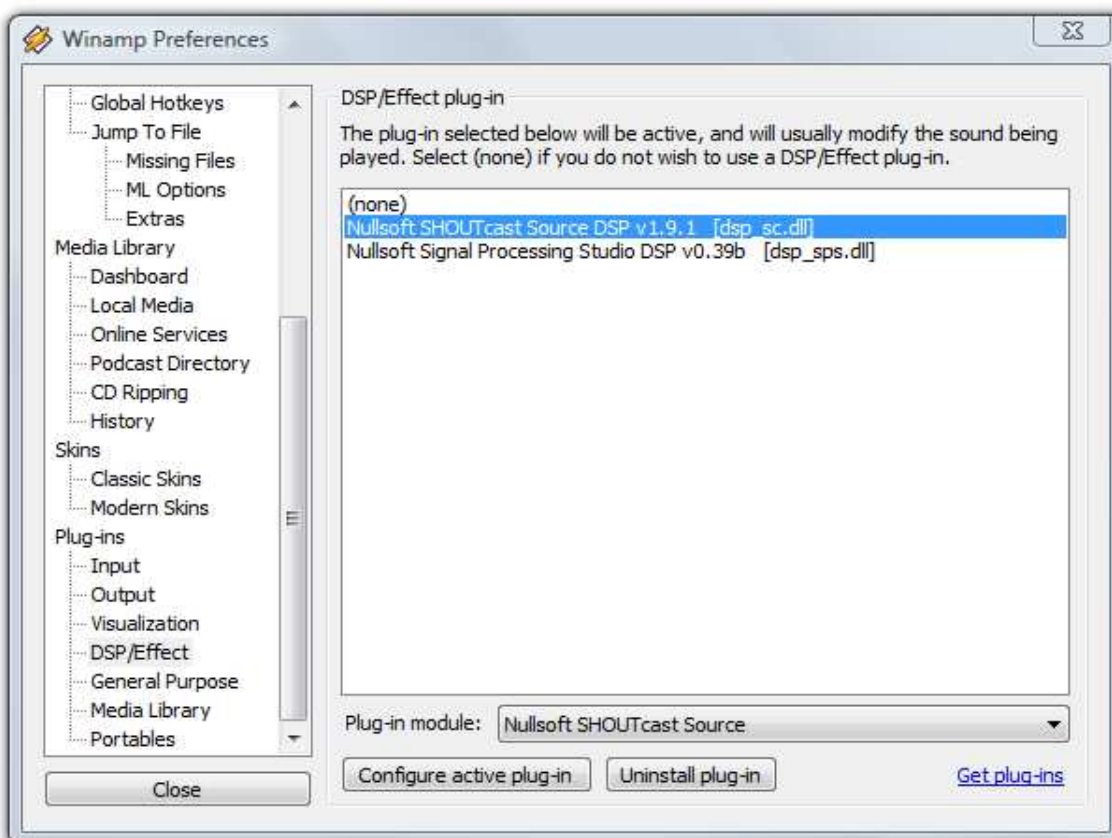 Winamp Preferences
Global Hotkeys
Jump To File
Missing Files
ML Options
Extras
Media Library
Dashboard
Local Media
Online Services
Podcast Directory
CD Ripping
History
Skins
Classic Skins
Modern Skins
Plug-ins
Input
Output
Visualization
DSP/Effect
General Purpose
Media Library
Portables
Close
DSP/Effect plug-in
The plug-in selected below will be active, and will usually modify the sound being
played. Select (none) if you do not wish to use a DSP/Effect plug-in.
(none)
Nullsoft SHOUTcast Source DSP v1.9.1 [dsp_sc.dll]
Nullsoft Signal Processing Studio DSP v0.39b [dsp_sps.dll]
Plug-in module: Nullsoft SHOUTcast Source
Configure active plug-in Uninstall plug-in Get plug-ins